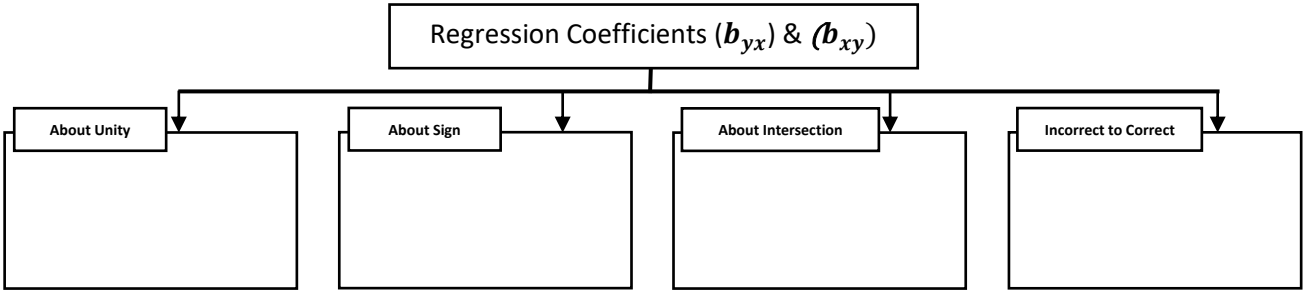 Regression Coefficients (b_yx) & (b_xy)
About Unity
About Sign
About Intersection
Incorrect to Correct